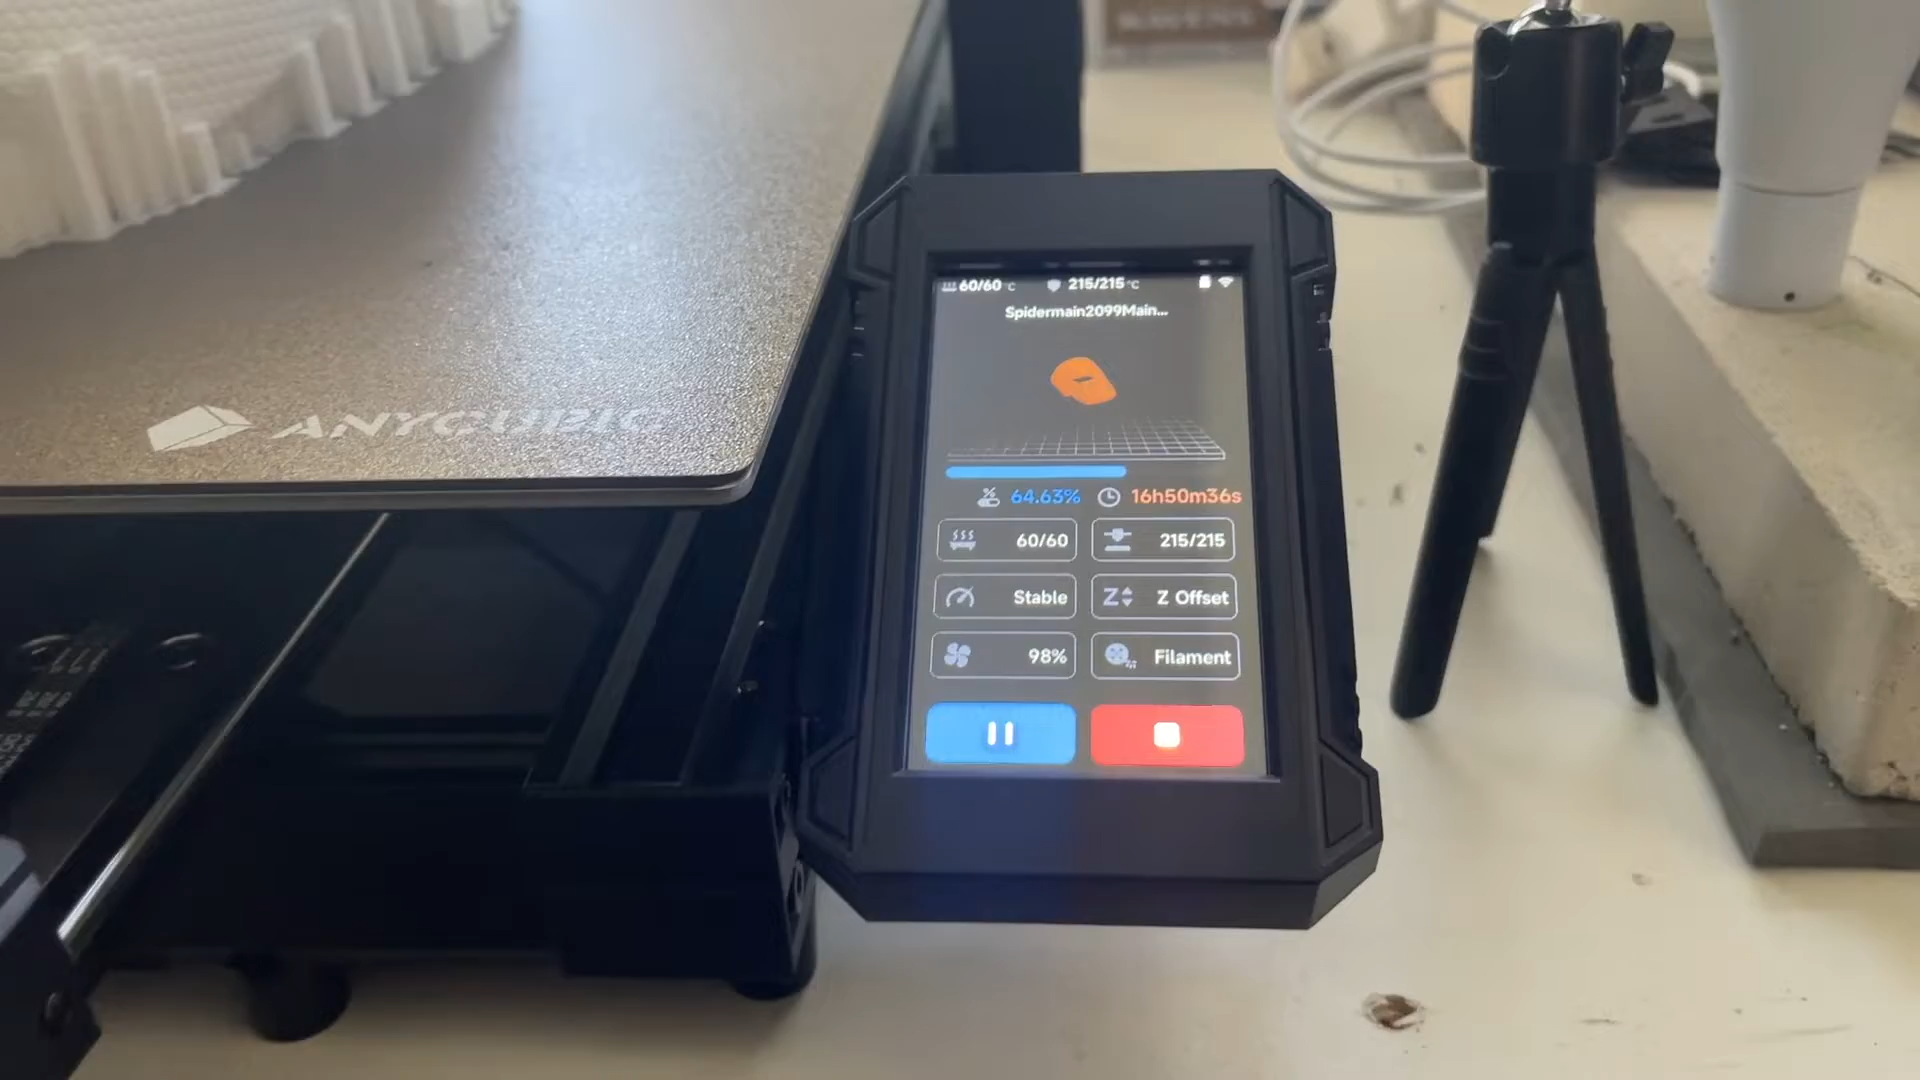 60/60 °C 215/215 °C
Spidermain2099Main...
64.63% 16h50m36s
60/60 215/215
Stable Z Offset
98% Filament
ANYCUBIC